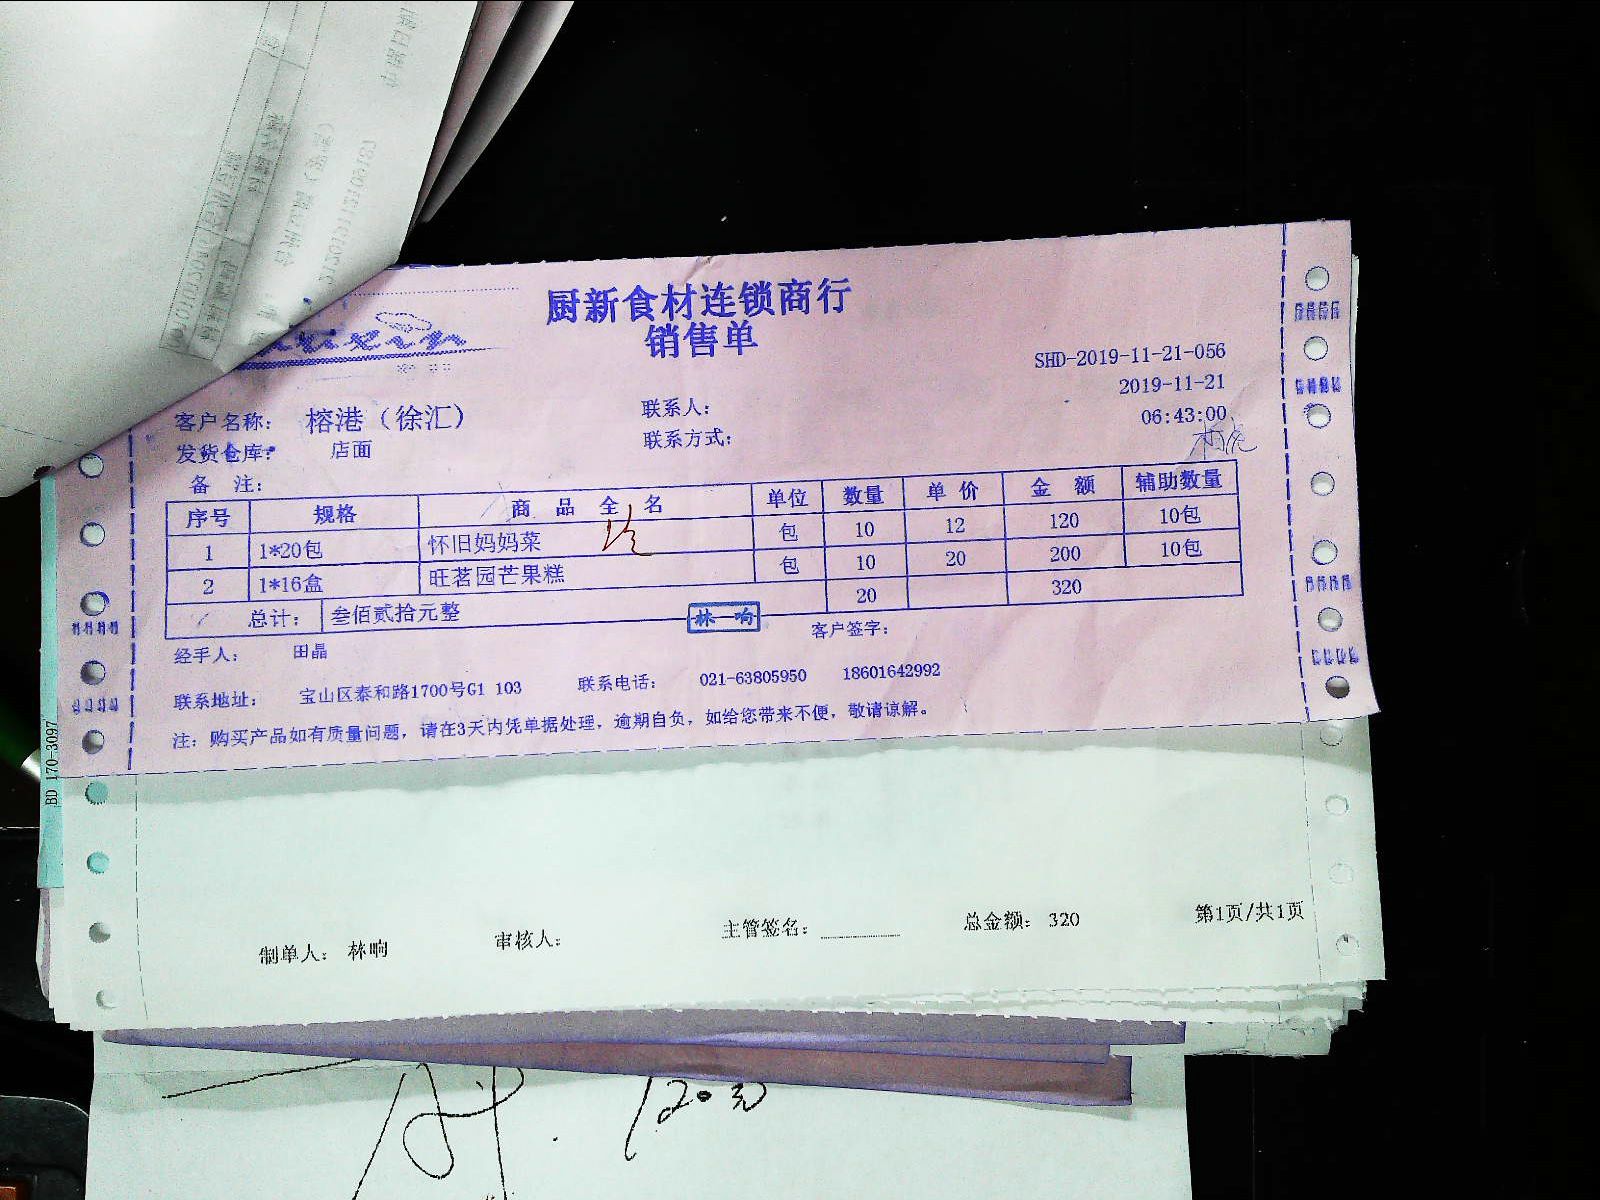 厨新食材连锁商行
销售单
SHD-2019-11-21-056
2019-11-21
06:43:00
客户名称： 榕港（徐汇） 联系人：
发货仓库： 店面 联系方式：
备 注：
序号 规格 商 品 全 名 单位 数量 单 价 金 额 辅助数量
1 1*20包 怀旧妈妈菜 包 10 12 120 10包
2 1*16盒 旺茗园芒果糕 包 10 20 200 10包
总计： 叁佰贰拾元整 20 320
林 响
经手人： 田晶 客户签字：
联系地址： 宝山区泰和路1700号G1 103 联系电话： 021-63805950 18601642992
注：购买产品如有质量问题，请在3天内凭单据处理，逾期自负，如给您带来不便，敬请谅解。
BD 170-3097
制单人： 林响 审核人： 主管签名： 总金额： 320 第1页/共1页